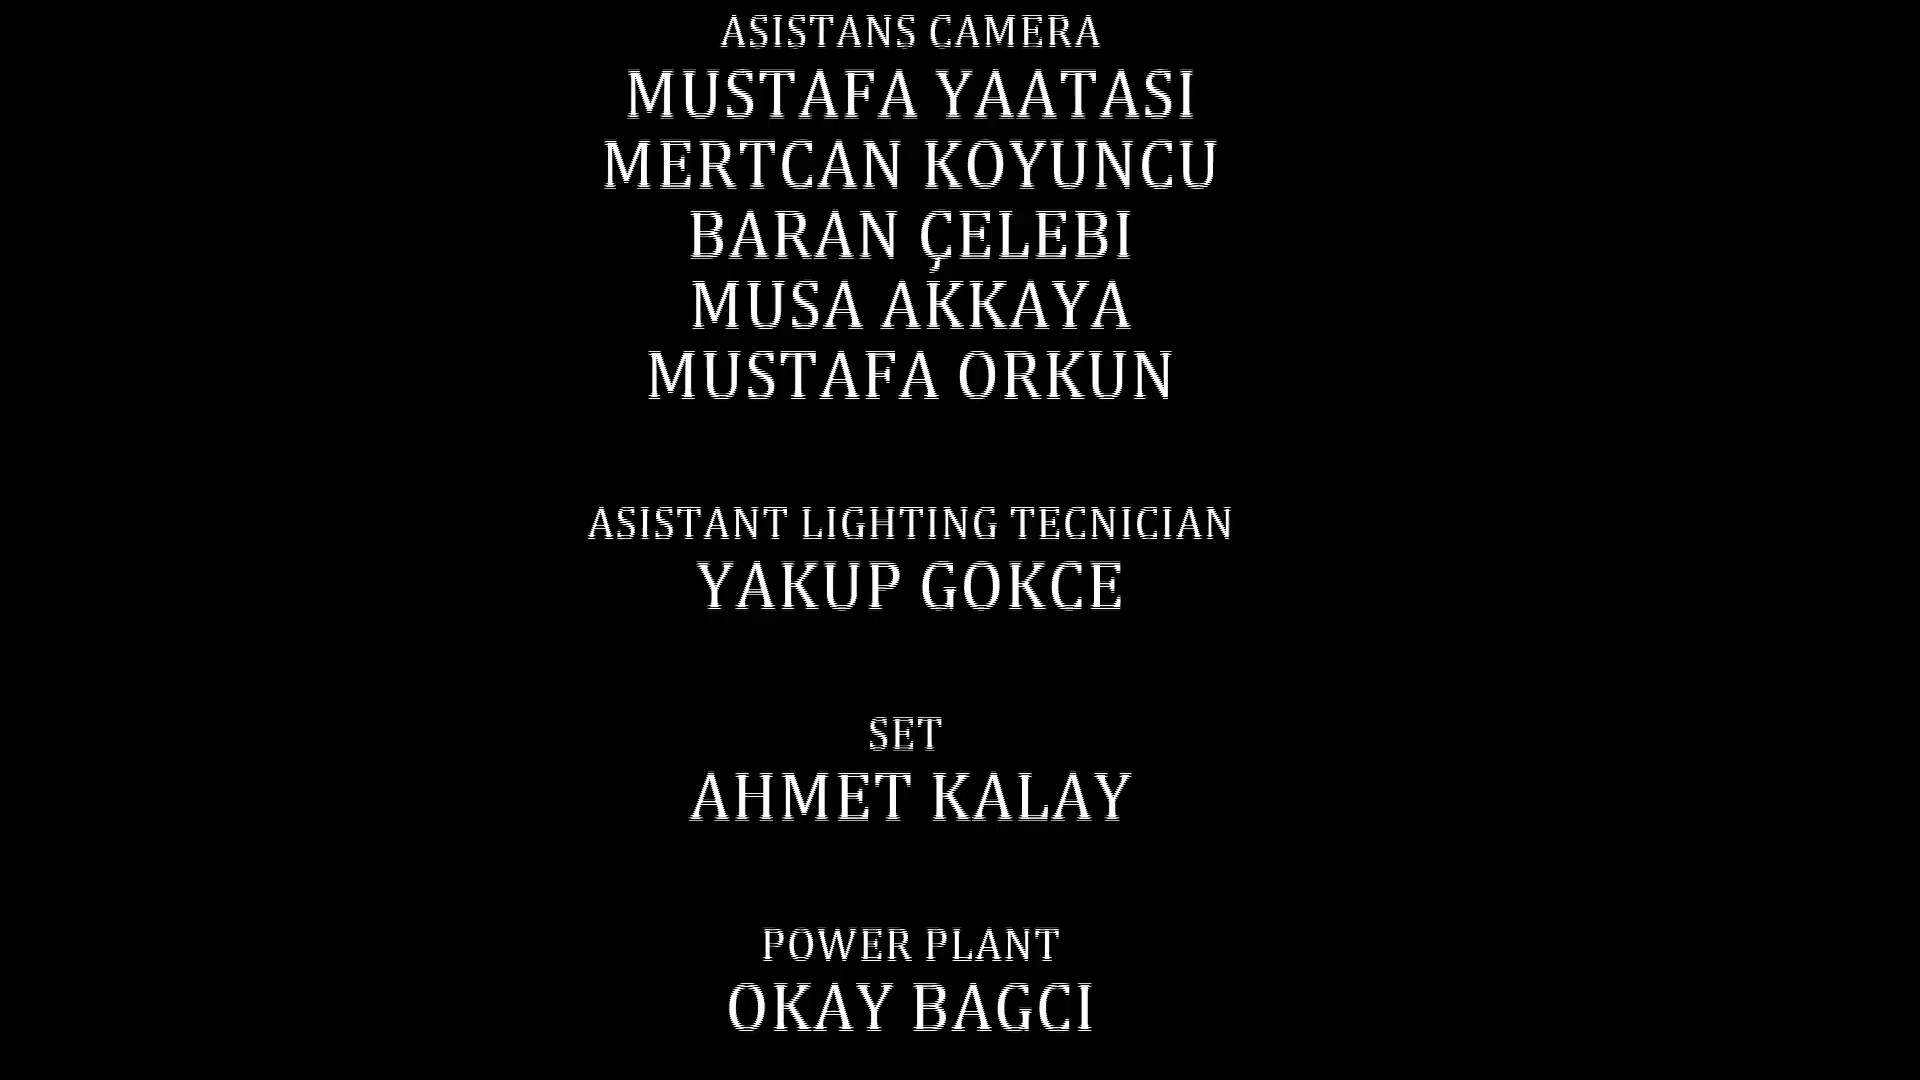 ASISTANS CAMERA
MUSTAFA YAATASI
MERTCAN KOYUNCU
BARAN ÇELEBI
MUSA AKKAYA
MUSTAFA ORKUN
ASISTANT LIGHTING TECNICIAN
YAKUP GOKCE
SET
AHMET KALAY
POWER PLANT
OKAY BAGCI